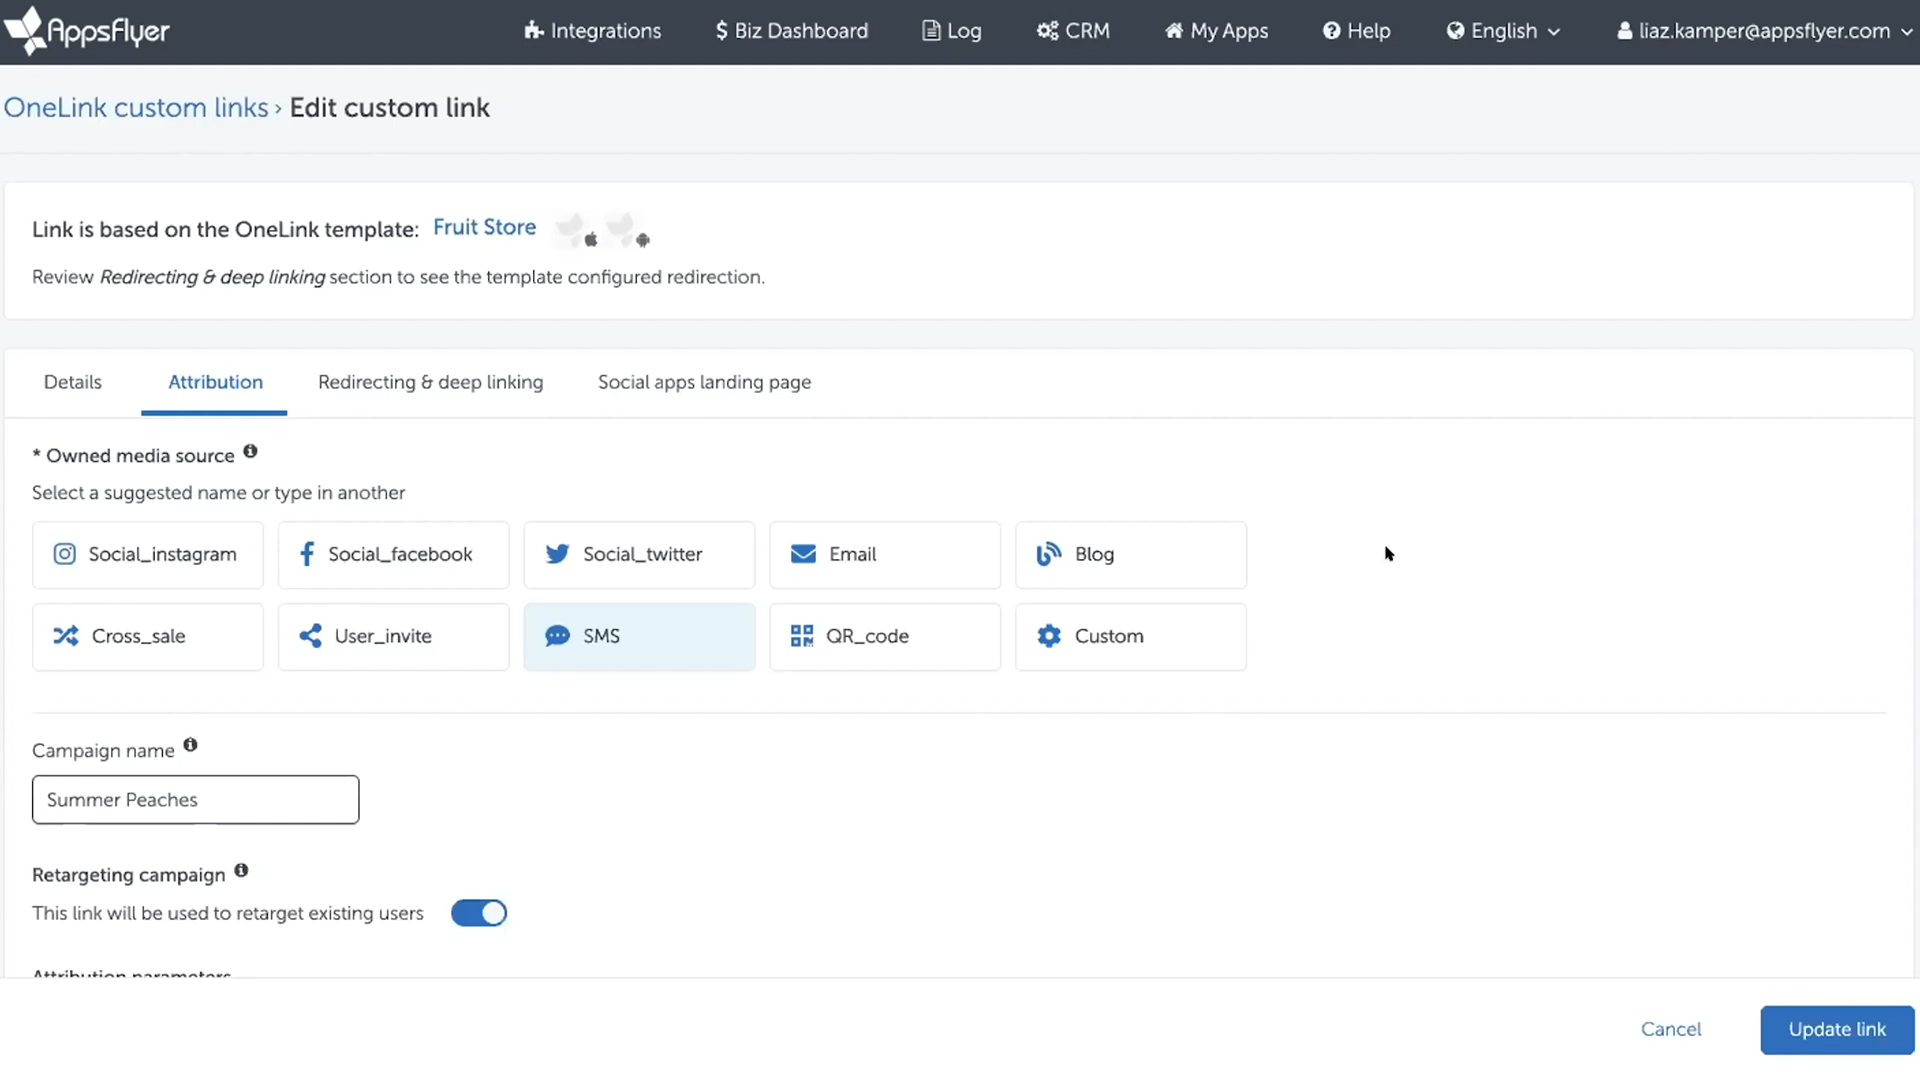 AppsFlyer
Integrations
$ Biz Dashboard
Log
CRM
My Apps
Help
English
liaz.kamper@appsflyer.com
OneLink custom links › Edit custom link
Link is based on the OneLink template: Fruit Store
Review Redirecting & deep linking section to see the template configured redirection.
Details
Attribution
Redirecting & deep linking
Social apps landing page
* Owned media source
Select a suggested name or type in another
Social_instagram
Social_facebook
Social_twitter
Email
Blog
Cross_sale
User_invite
SMS
QR_code
Custom
Campaign name
Summer Peaches
Retargeting campaign
This link will be used to retarget existing users
Attribution parameters
Cancel
Update link